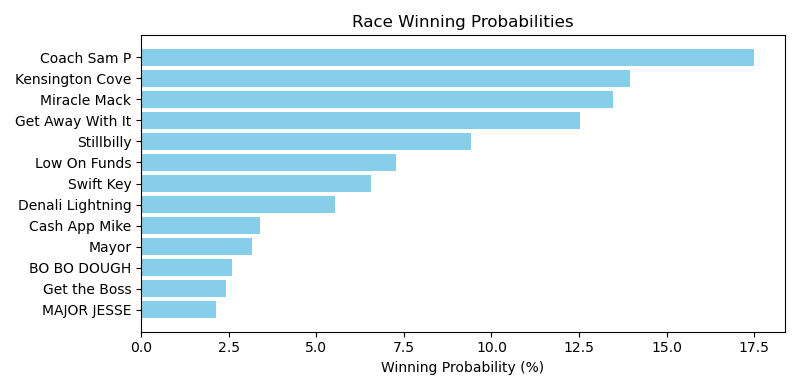 Race Winning Probabilities
Coach Sam P
Kensington Cove
Miracle Mack
Get Away With It
Stillbilly
Low On Funds
Swift Key
Denali Lightning
Cash App Mike
Mayor
BO BO DOUGH
Get the Boss
MAJOR JESSE
0.0 2.5 5.0 7.5 10.0 12.5 15.0 17.5
Winning Probability (%)